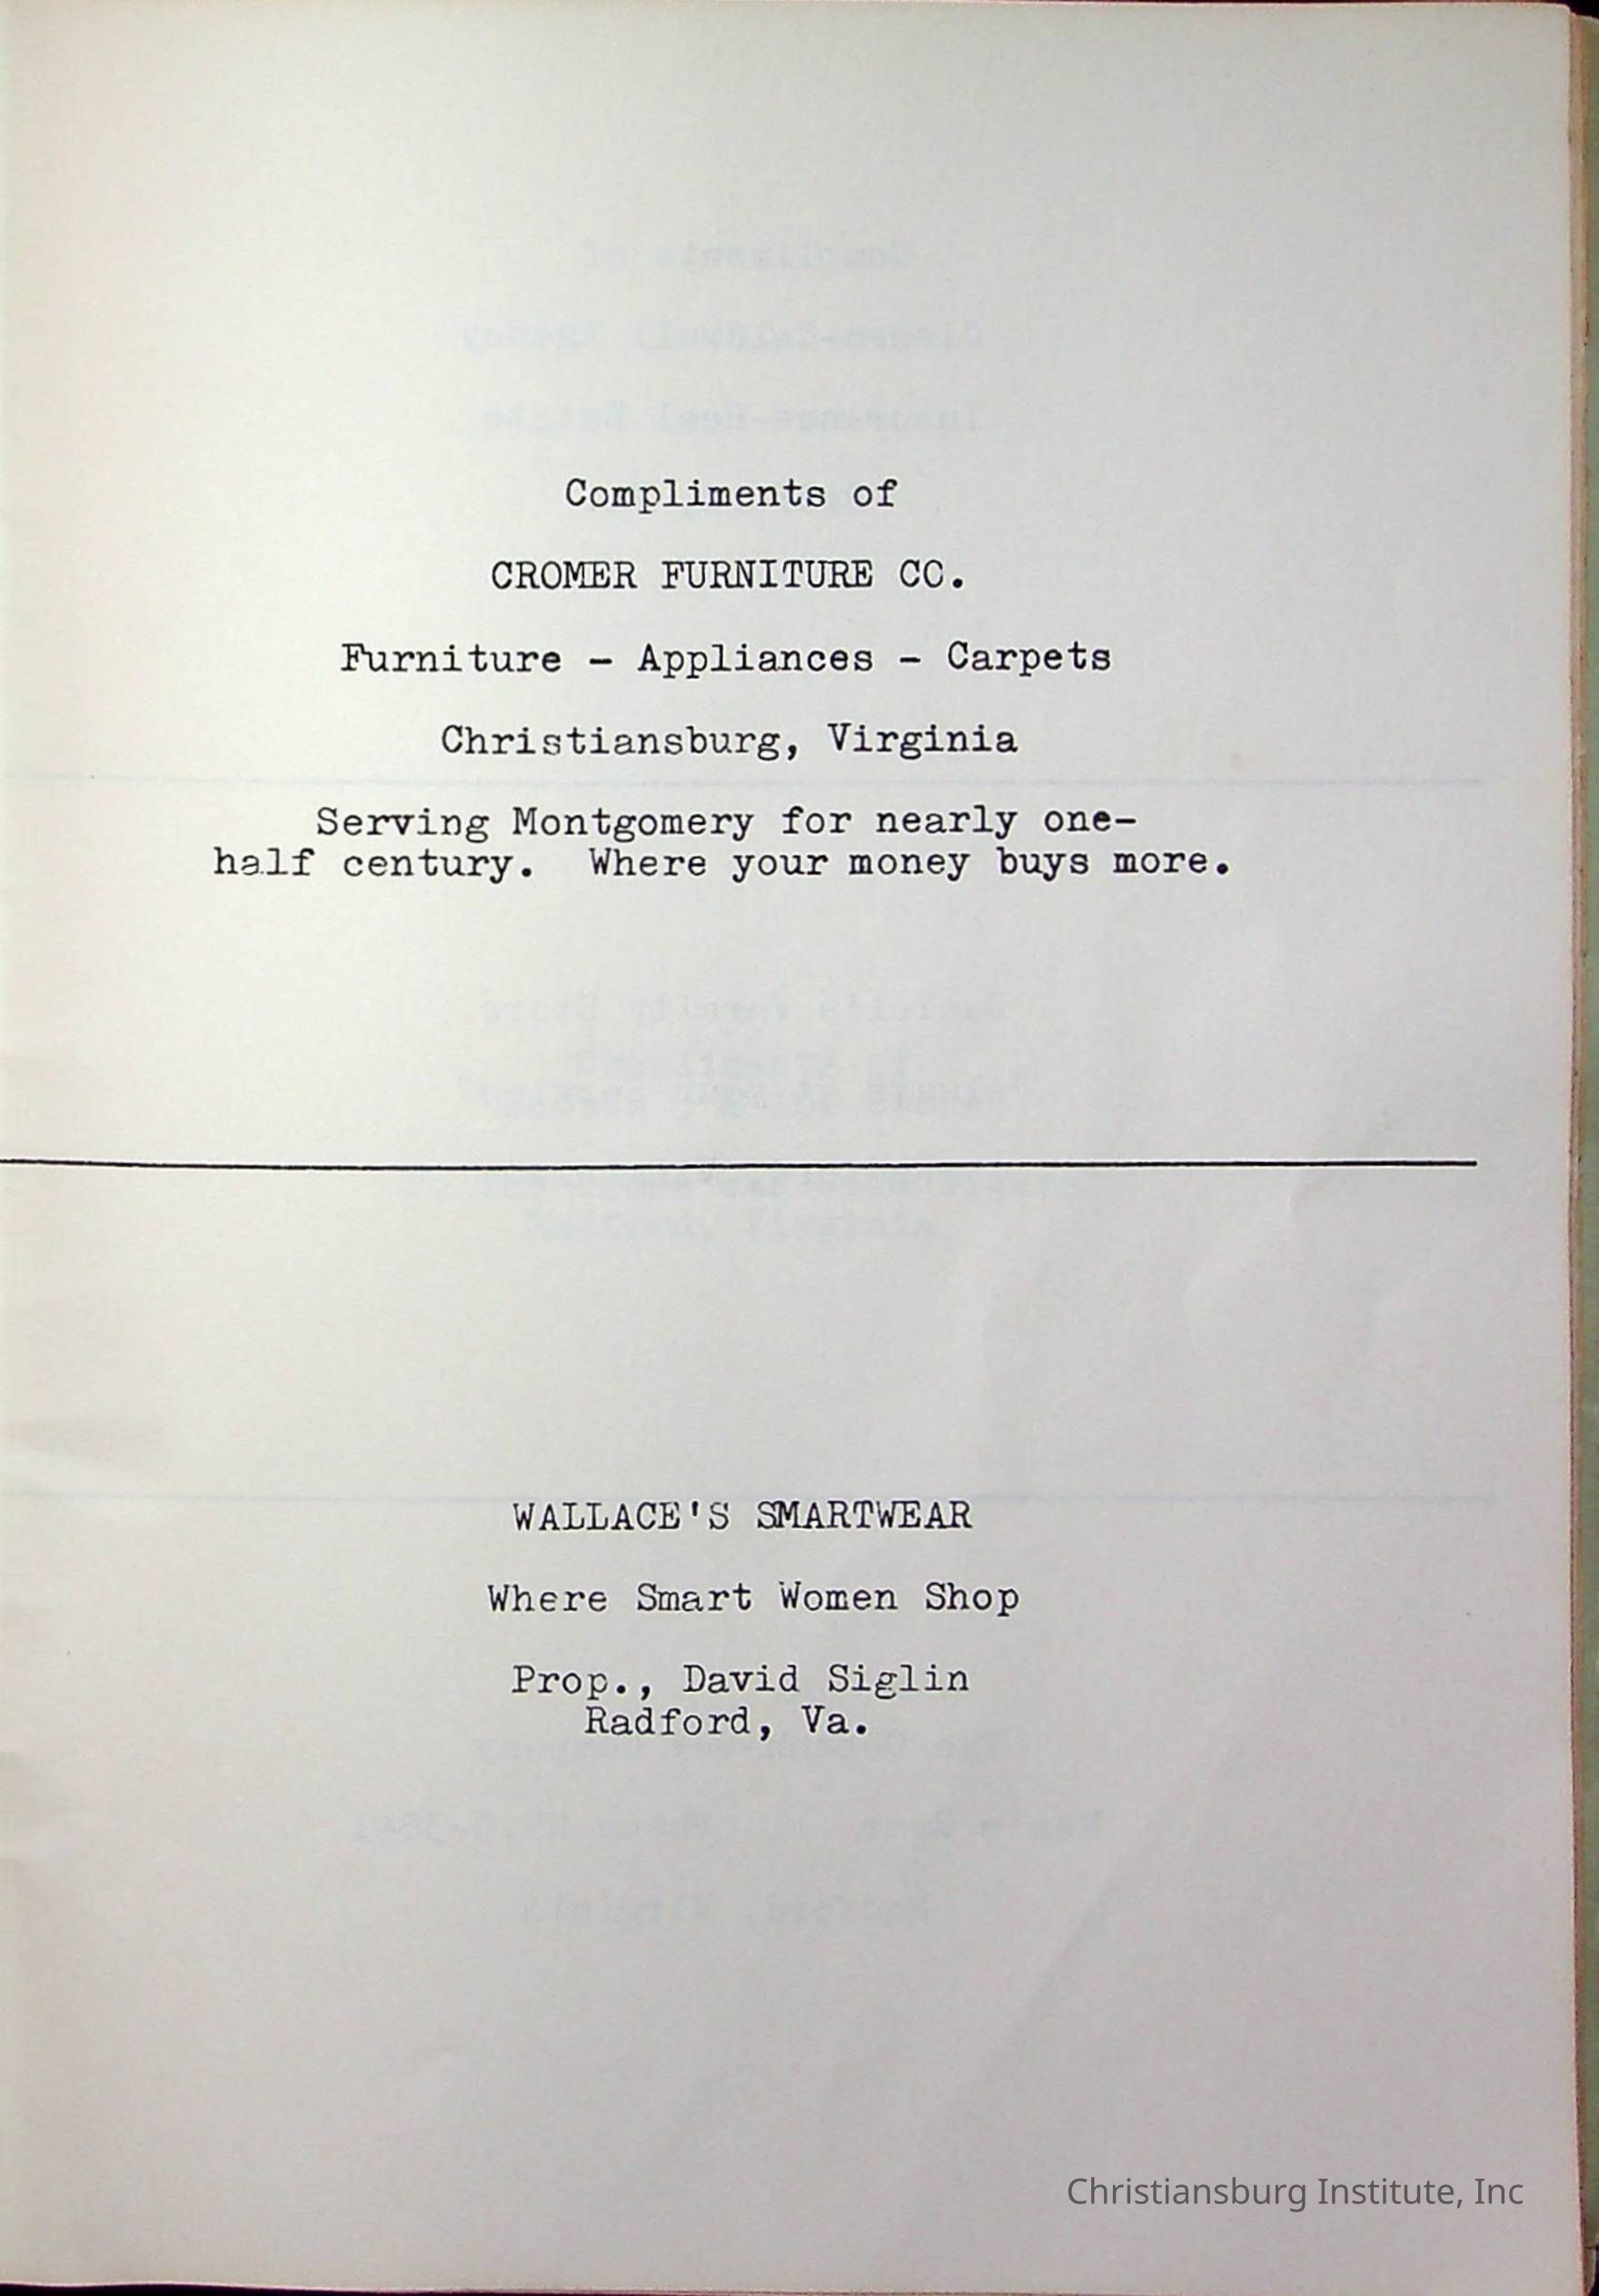 Compliments of
CROMER FURNITURE CO.
Furniture - Appliances - Carpets
Christiansburg, Virginia
Serving Montgomery for nearly one-
half century. Where your money buys more.
WALLACE'S SMARTWEAR
Where Smart Women Shop
Prop., David Siglin
Radford, Va.
Christiansburg Institute, Inc